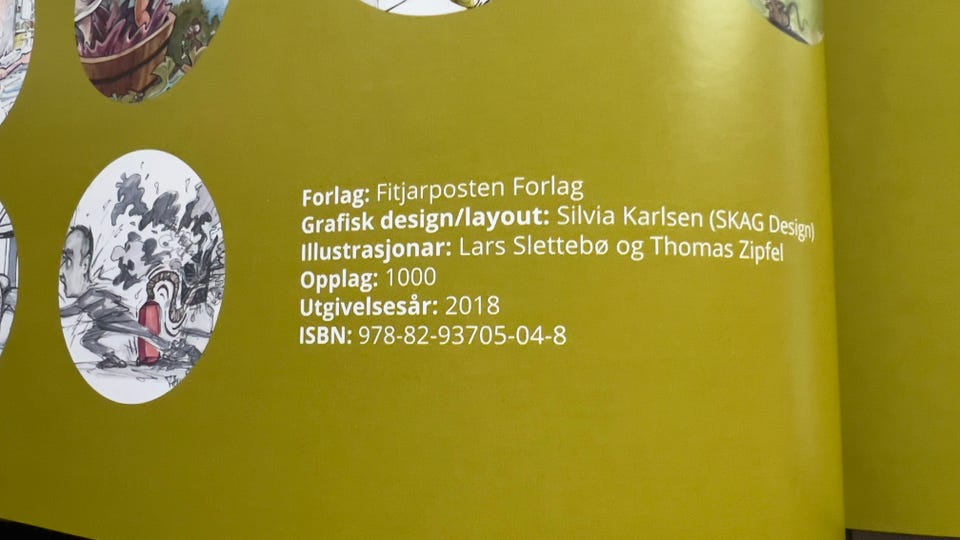 Forlag: Fitjarposten Forlag
Grafisk design/layout: Silvia Karlsen (SKAG Design)
Illustrasjonar: Lars Slettebø og Thomas Zipfel
Opplag: 1000
Utgivelsesår: 2018
ISBN: 978-82-93705-04-8